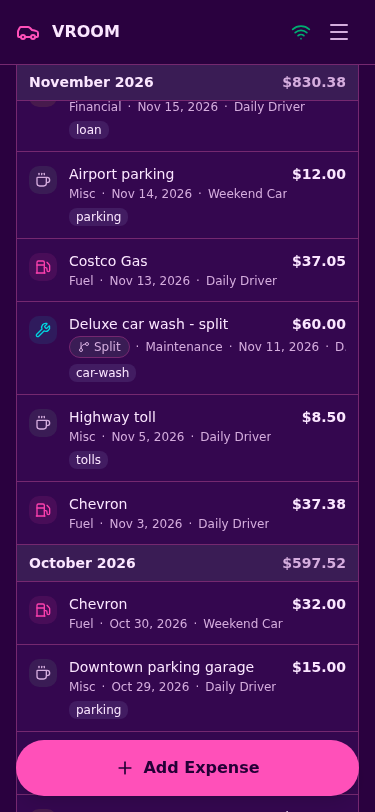 VROOM
November 2026 $830.38
Financial · Nov 15, 2026 · Daily Driver
loan
Airport parking $12.00
Misc · Nov 14, 2026 · Weekend Car
parking
Costco Gas $37.05
Fuel · Nov 13, 2026 · Daily Driver
Deluxe car wash - split $60.00
Split · Maintenance · Nov 11, 2026 · D.
car-wash
Highway toll $8.50
Misc · Nov 5, 2026 · Daily Driver
tolls
Chevron $37.38
Fuel · Nov 3, 2026 · Daily Driver
October 2026 $597.52
Chevron $32.00
Fuel · Oct 30, 2026 · Weekend Car
Downtown parking garage $15.00
Misc · Oct 29, 2026 · Daily Driver
parking
+ Add Expense